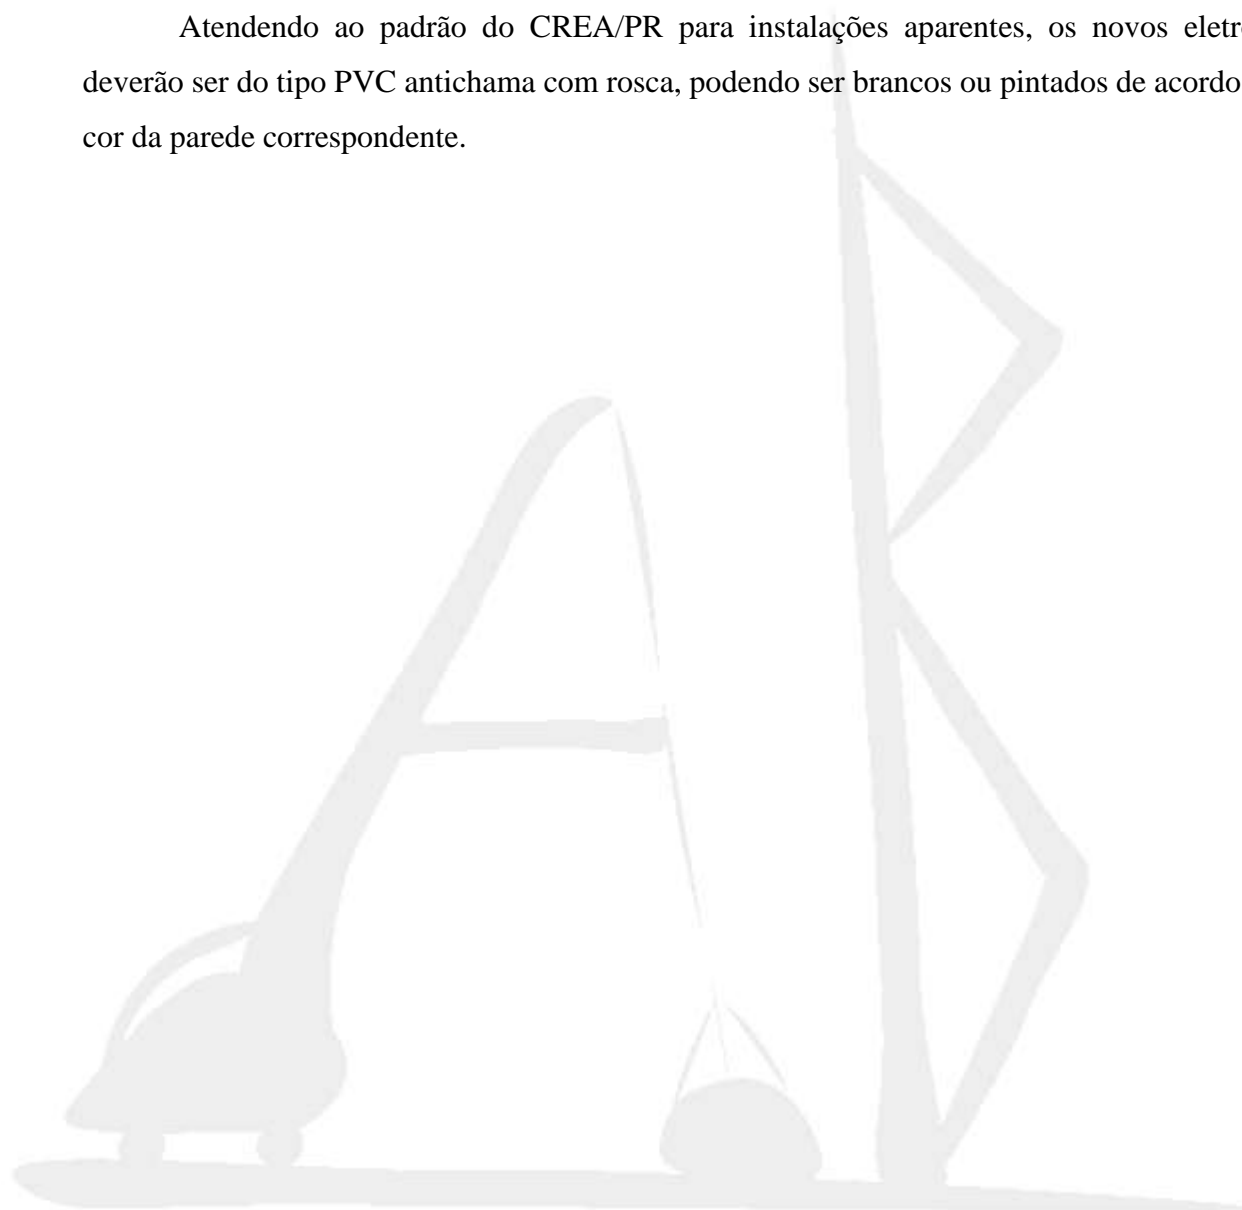 Atendendo ao padrão do CREA/PR para instalações aparentes, os novos eletr
deverão ser do tipo PVC antichama com rosca, podendo ser brancos ou pintados de acordo
cor da parede correspondente.